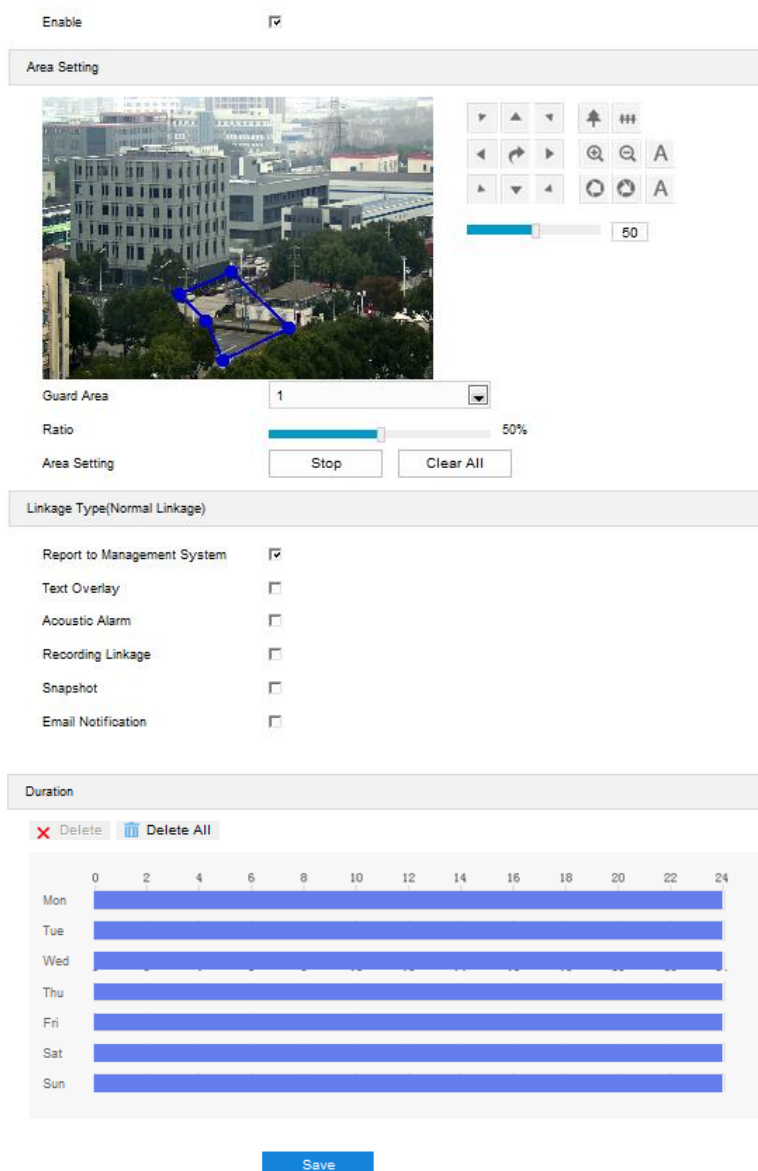 Enable
Area Setting
A
A
50
Guard Area 1
Ratio 50%
Area Setting Stop Clear All
Linkage Type(Normal Linkage)
Report to Management System
Text Overlay
Acoustic Alarm
Recording Linkage
Snapshot
Email Notification
Duration
Delete Delete All
0 2 4 6 8 10 12 14 16 18 20 22 24
Mon
Tue
Wed
Thu
Fri
Sat
Sun
Save